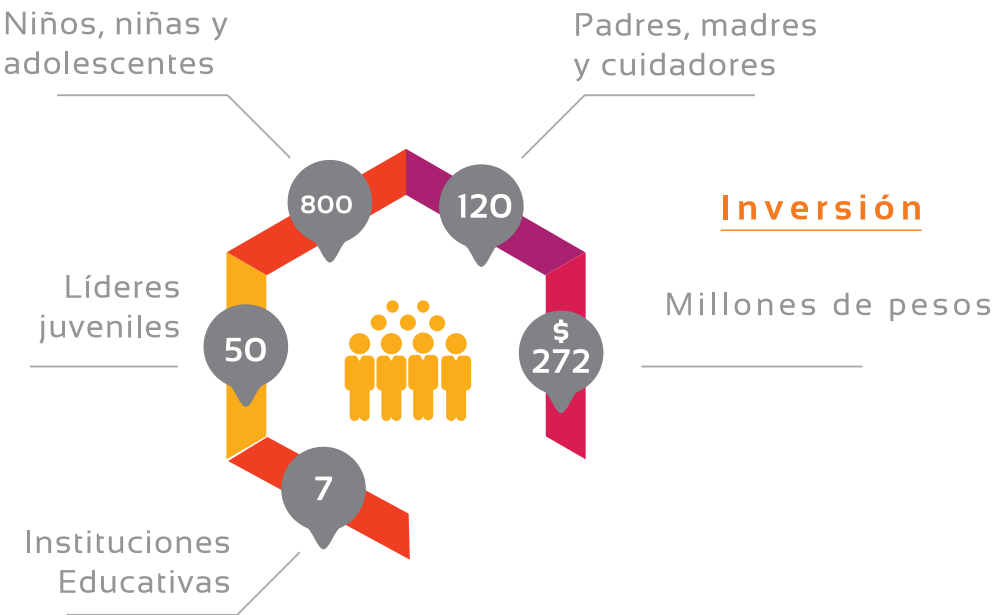 Niños, niñas y
adolescentes
800
Padres, madres
y cuidadores
120
Inversión
Millones de pesos
$
272
Líderes
juveniles
50
7
Instituciones
Educativas